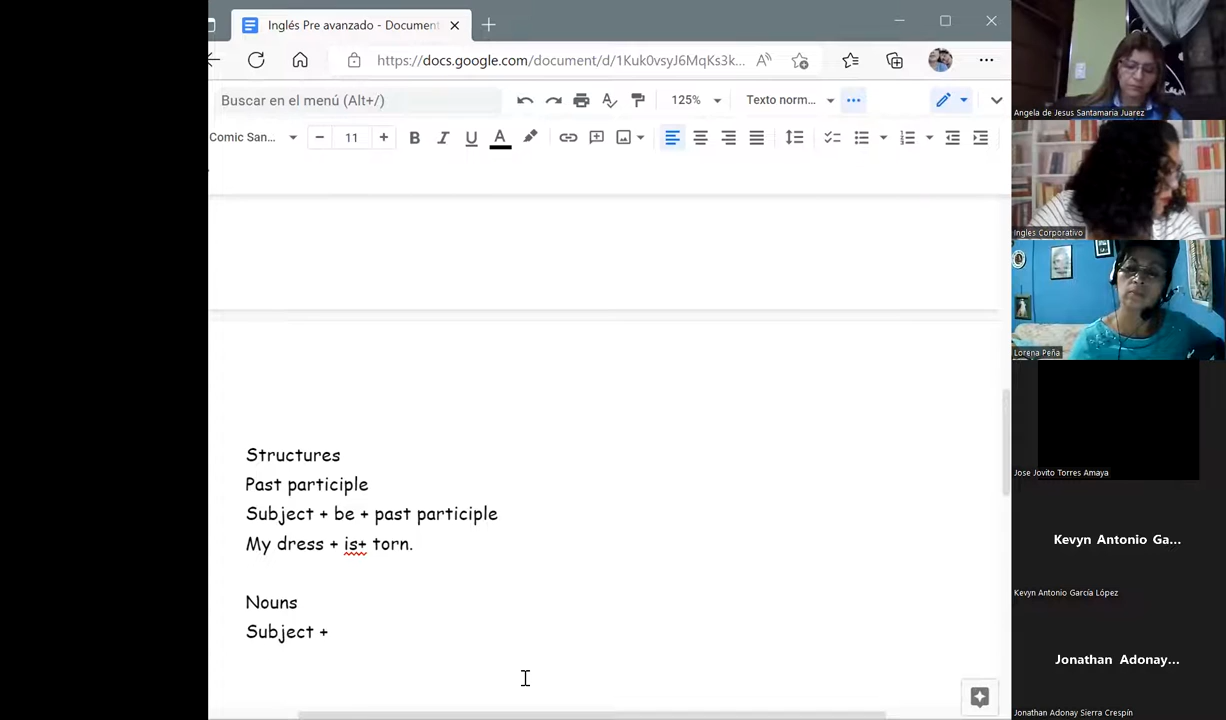 Inglés Pre avanzado - Document
https://docs.google.com/document/d/1Kuk0vsyJ6MqKs3k...
Buscar en el menú (Alt+/)
125%
Texto norm...
Comic San...
11
B I U A
Structures
Past participle
Subject + be + past participle
My dress + is+ torn.
Nouns
Subject +
Angela de Jesus Santamaria Juarez
Ingles Corporativo
Lorena Peña
Jose Jovito Torres Amaya
Kevyn Antonio Ga...
Kevyn Antonio García López
Jonathan Adonay...
Jonathan Adonay Sierra Crespín